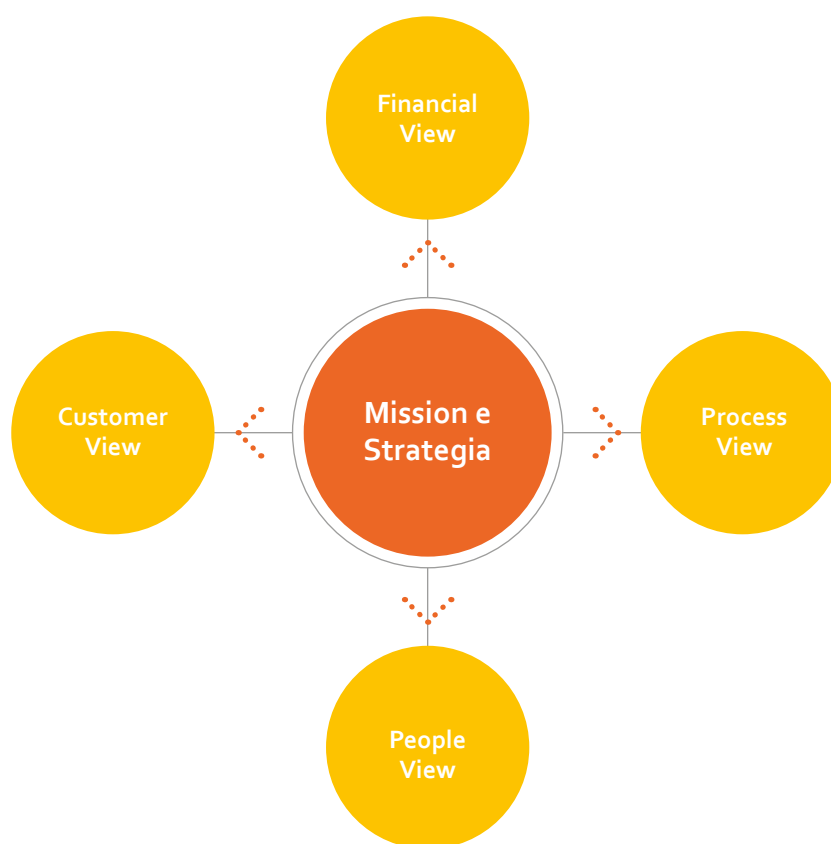 Financial
View
Customer
View
Mission e
Strategia
Process
View
People
View